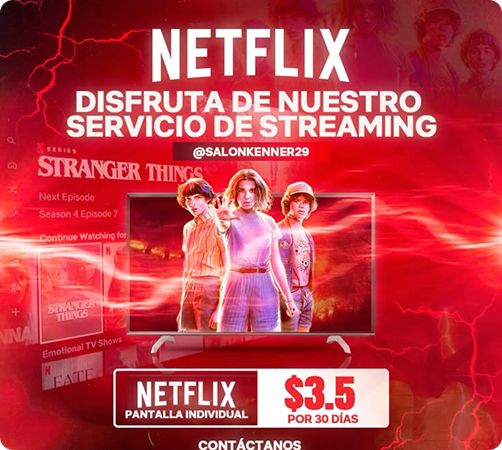 NETFLIX
DISFRUTA DE NUESTRO
SERVICIO DE STREAMING
@SALONKENNER29
N SERIES
STRANGER THINGS
Next Episode
Season 4 Episode 7
Continue Watching for
STRANGER
THINGS
Emotional TV Shows
N
FATE
NETFLIX
PANTALLA INDIVIDUAL
$3.5
POR 30 DÍAS
CONTÁCTANOS